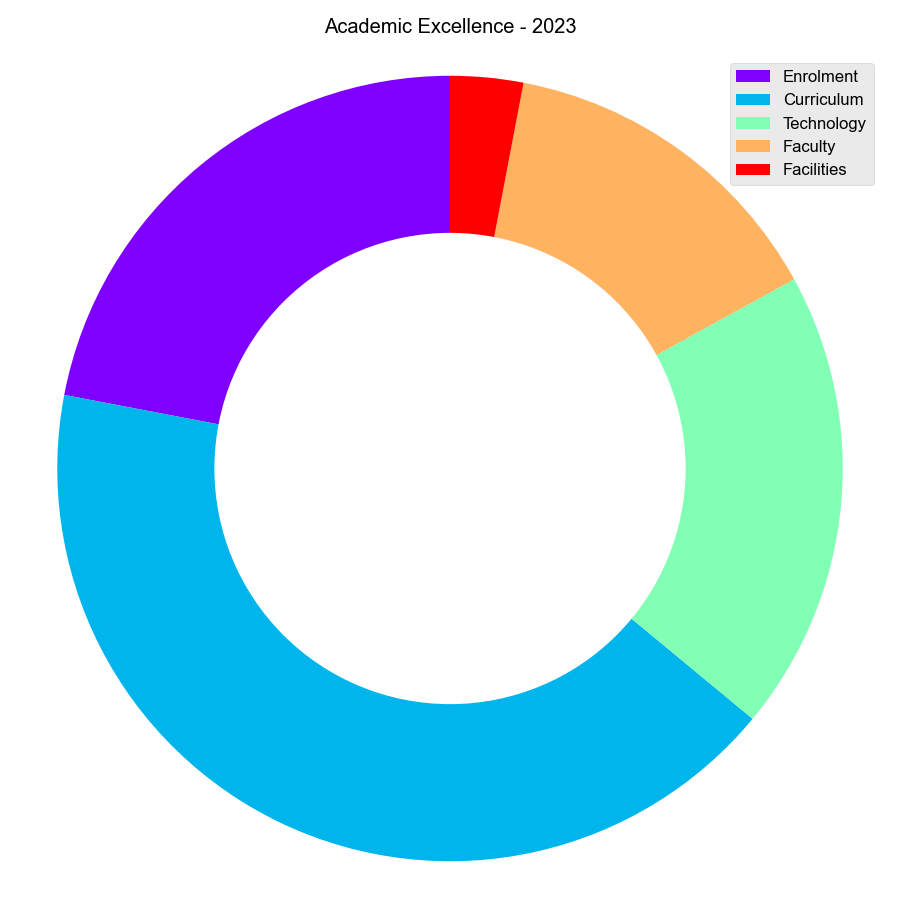 Academic Excellence - 2023
Enrolment
Curriculum
Technology
Faculty
Facilities